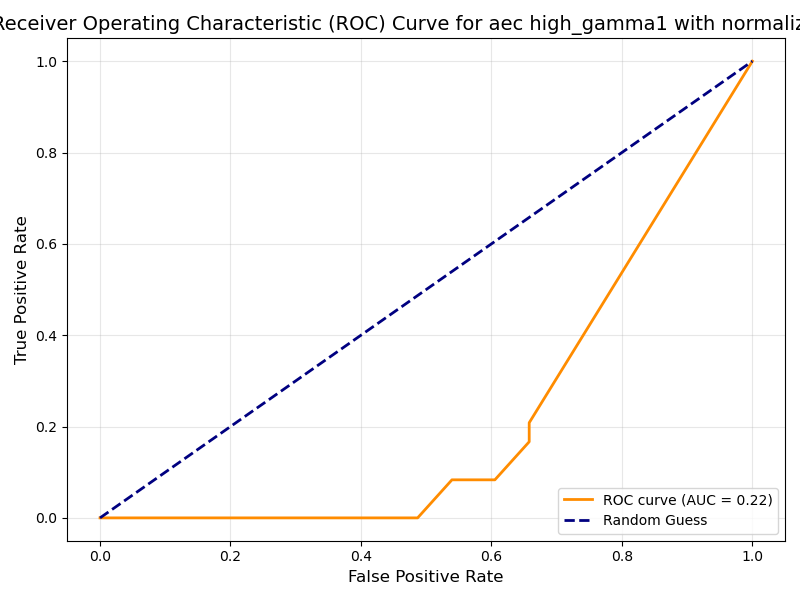 Receiver Operating Characteristic (ROC) Curve for aec high_gamma1 with
1.0
0.8
0.6
0.4
0.2
0.0
True Positive Rate
0.0 0.2 0.4 0.6 0.8 1.0
False Positive Rate
ROC curve (AUC = 0.22)
Random Guess